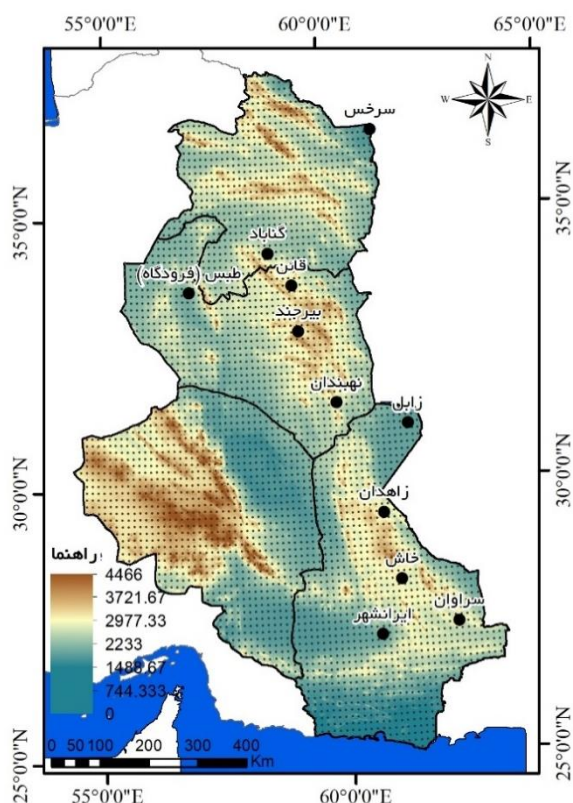 55°0'0"E 60°0'0"E 65°0'0"E
N
W E
S
سرخس
35°0'0"N 35°0'0"N
گناباد
قائن
طبس (فرودگاه)
بیرجند
نهبندان
زابل
30°0'0"N 30°0'0"N
زاهدان
راهنما
خاش
4466
3721.67
سراوان
2977.33
ایرانشهر
2233
1488.67
744.333
0
0 50 100 200 300 400
Km
25°0'0"N 25°0'0"N
55°0'0"E 60°0'0"E